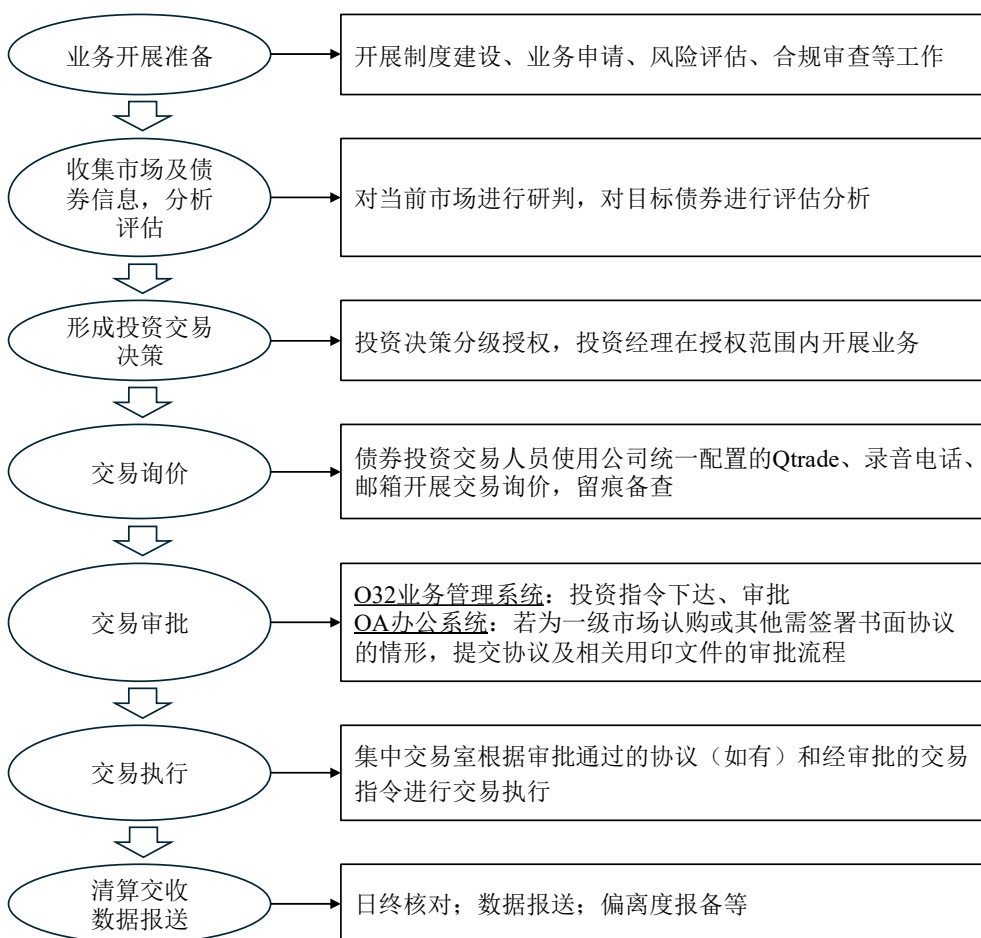 业务开展准备
开展制度建设、业务申请、风险评估、合规审查等工作
收集市场及债
券信息，分析
评估
对当前市场进行研判，对目标债券进行评估分析
形成投资交易
决策
投资决策分级授权，投资经理在授权范围内开展业务
交易询价
债券投资交易人员使用公司统一配置的Qtrade、录音电话、
邮箱开展交易询价，留痕备查
交易审批
O32业务管理系统：投资指令下达、审批
OA办公系统：若为一级市场认购或其他需签署书面协议
的情形，提交协议及相关用印文件的审批流程
交易执行
集中交易室根据审批通过的协议（如有）和经审批的交易
指令进行交易执行
清算交收
数据报送
日终核对；数据报送；偏离度报备等